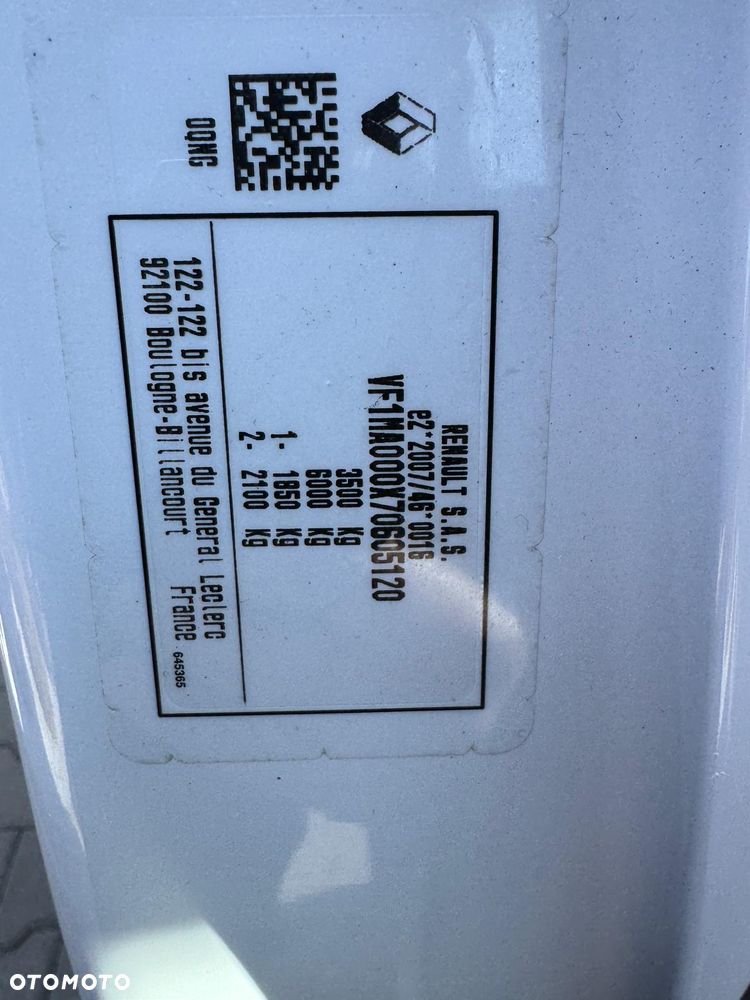 RENAULT S.A.S.
e2*2007/46*0016
VF1MA000X70605120
3500 kg
6000 kg
1- 1850 kg
2- 2100 kg
122-122 bis avenue du General Leclerc
92100 Boulogne-Billancourt France
645365
OQNG
OTOMOTO